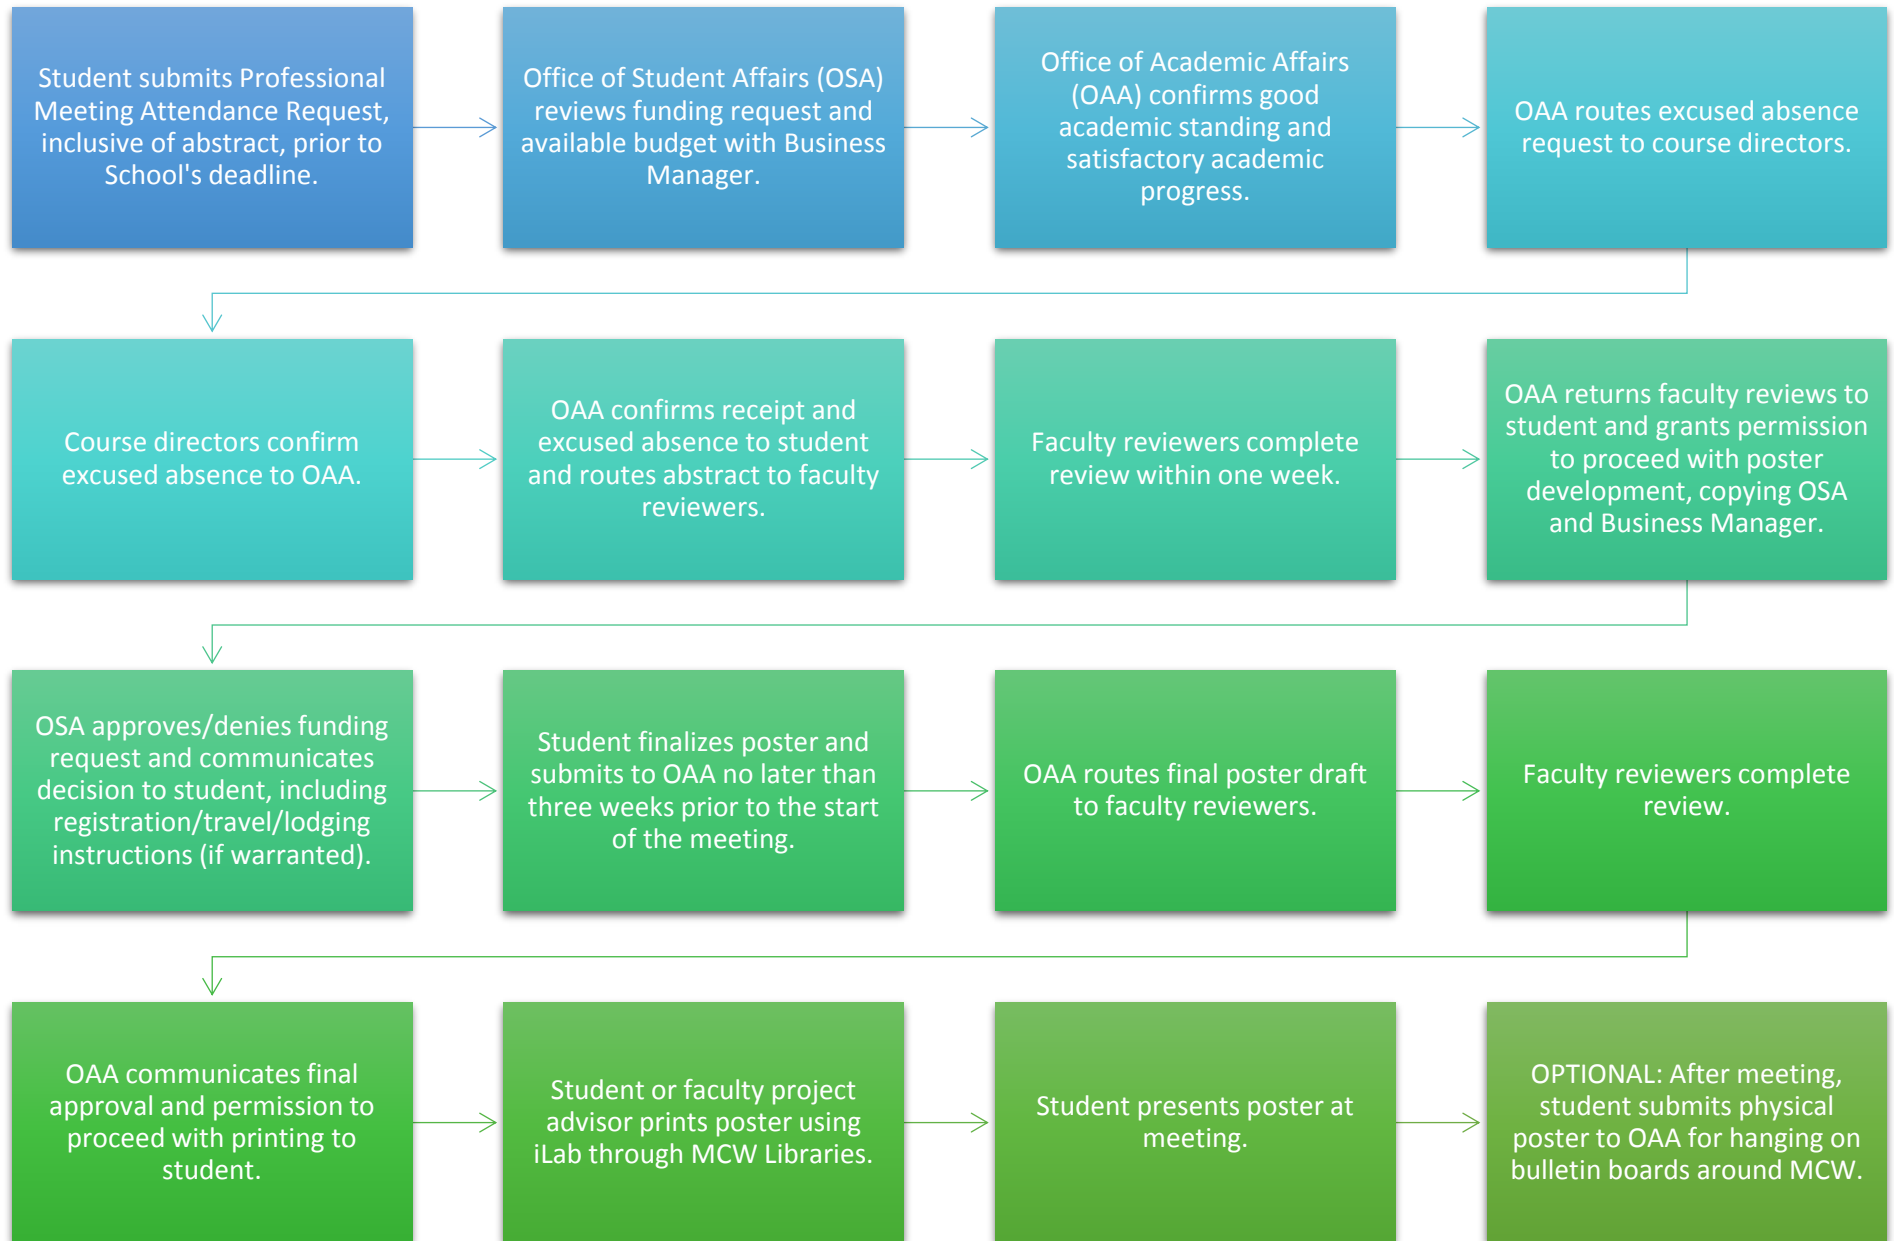 Student submits Professional
Meeting Attendance Request,
inclusive of abstract, prior to
School's deadline.
Office of Student Affairs (OSA)
reviews funding request and
available budget with Business
Manager.
Office of Academic Affairs
(OAA) confirms good
academic standing and
satisfactory academic
progress.
OAA routes excused absence
request to course directors.
Course directors confirm
excused absence to OAA.
OAA confirms receipt and
excused absence to student
and routes abstract to faculty
reviewers.
Faculty reviewers complete
review within one week.
OAA returns faculty reviews to
student and grants permission
to proceed with poster
development, copying OSA
and Business Manager.
OSA approves/denies funding
request and communicates
decision to student, including
registration/travel/lodging
instructions (if warranted).
Student finalizes poster and
submits to OAA no later than
three weeks prior to the start
of the meeting.
OAA routes final poster draft
to faculty reviewers.
Faculty reviewers complete
review.
OAA communicates final
approval and permission to
proceed with printing to
student.
Student or faculty project
advisor prints poster using
iLab through MCW Libraries.
Student presents poster at
meeting.
OPTIONAL: After meeting,
student submits physical
poster to OAA for hanging on
bulletin boards around MCW.